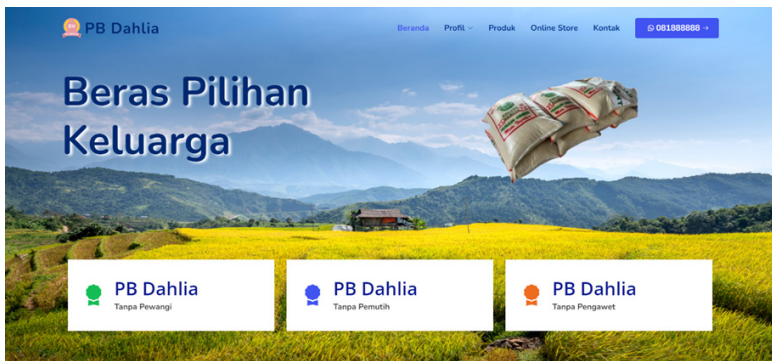 PB Dahlia
Beranda Profil Produk Online Store Kontak 081888888
Beras Pilihan
Keluarga
PB Dahlia
Tanpa Pewangi
PB Dahlia
Tanpa Pemutih
PB Dahlia
Tanpa Pengawet